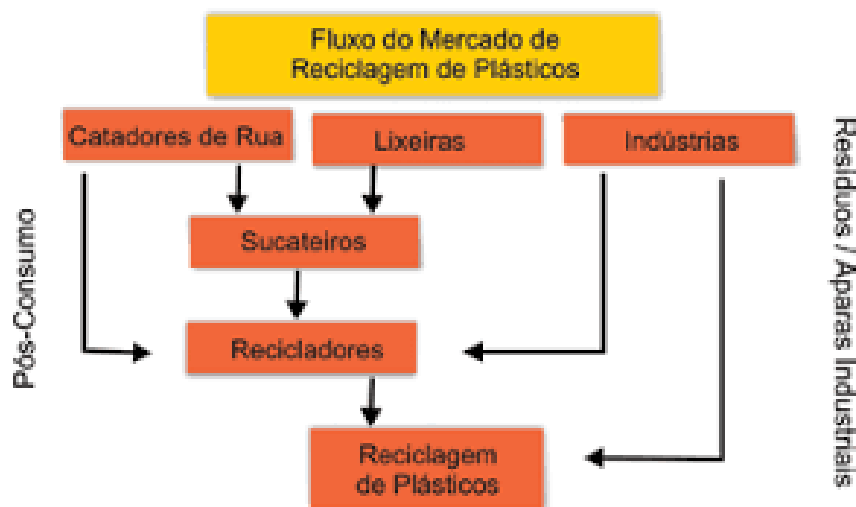 Fluxo do Mercado de
Reciclagem de Plásticos
Catadores de Rua
Lixeiras
Indústrias
Sucateiros
Recicladores
Reciclagem
de Plásticos
Pós-Consumo
Resíduos / Aparas Industriais